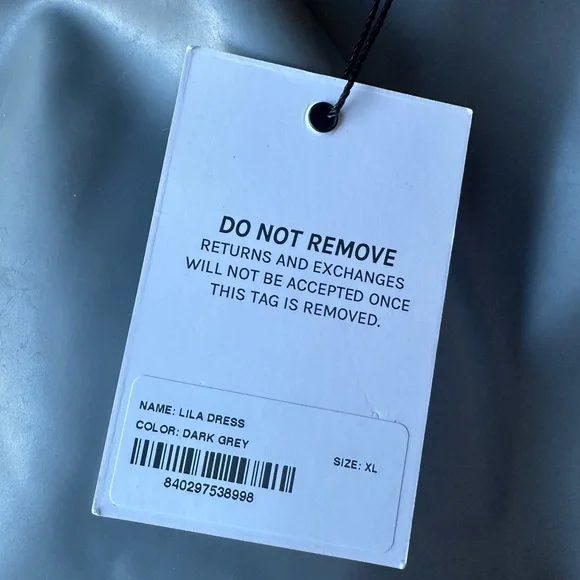 DO NOT REMOVE
RETURNS AND EXCHANGES
WILL NOT BE ACCEPTED ONCE
THIS TAG IS REMOVED.
NAME: LILA DRESS
COLOR: DARK GREY
SIZE: XL
840297538998